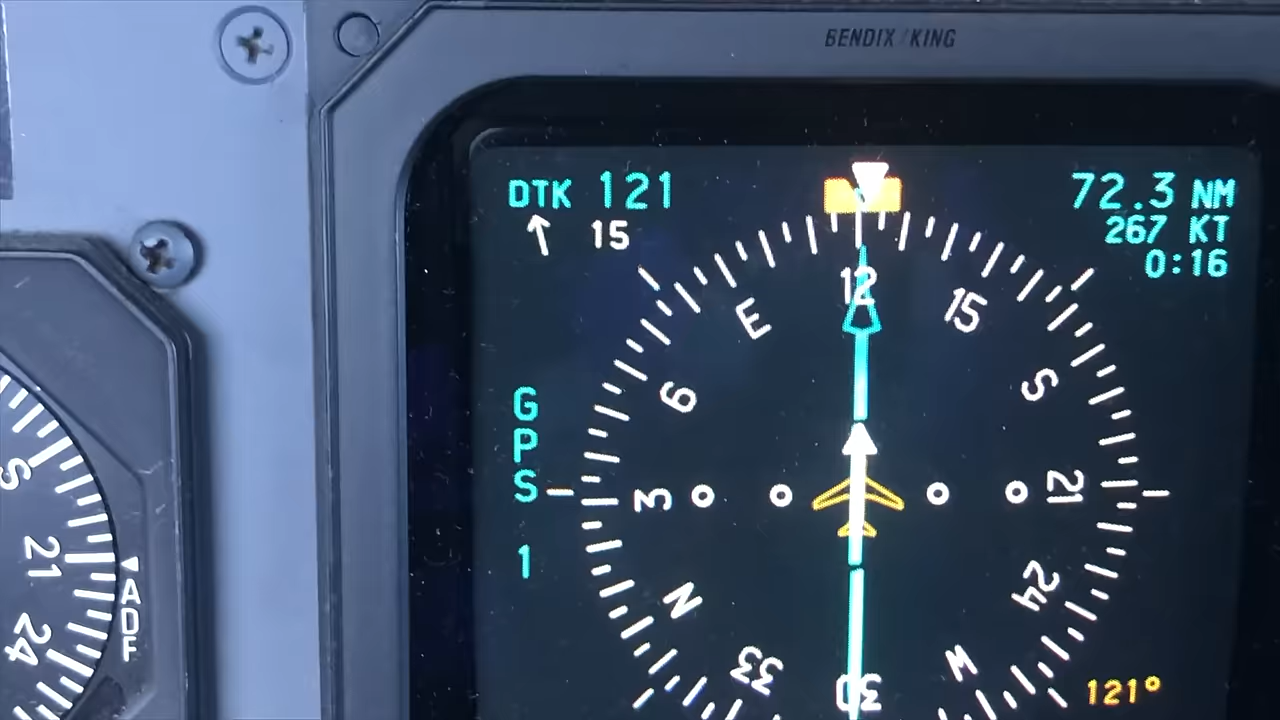 BENDIX/KING
DTK 121
15
72.3 NM
267 KT
0:16
12
E
15
6
S
GPS
3
21
1
N
24
33
W
30
121°
S
21
24
ADF